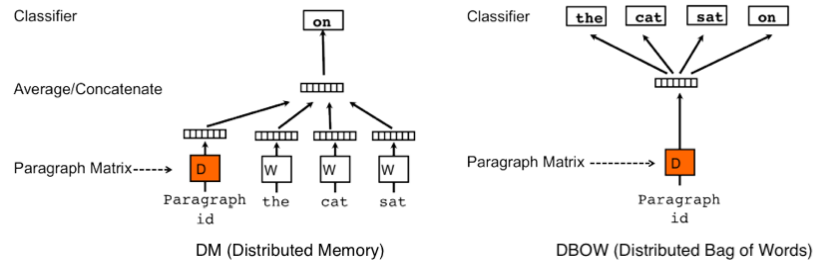 Classifier
on
Average/Concatenate
Paragraph Matrix
D
W
W
W
Paragraph
id
the
cat
sat
DM (Distributed Memory)
Classifier
the
cat
sat
on
Paragraph Matrix
D
Paragraph
id
DBOW (Distributed Bag of Words)